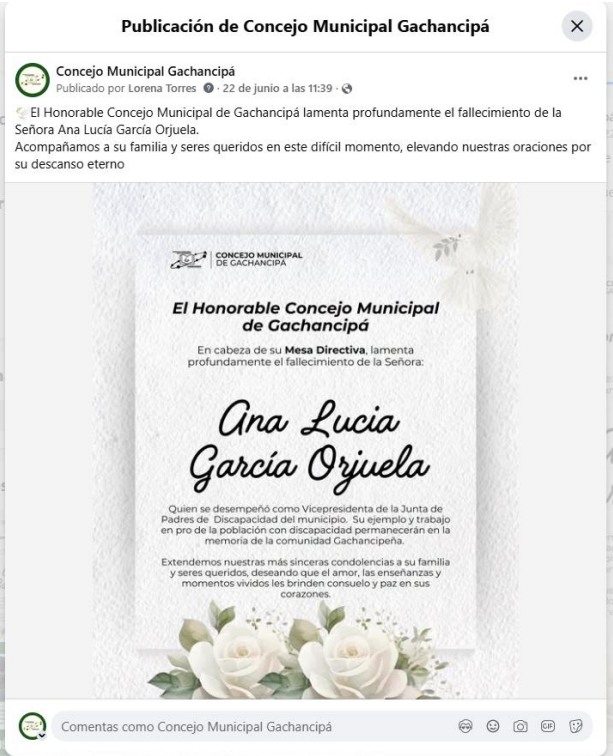 Publicación de Concejo Municipal Gachancipá
Concejo Municipal Gachancipá
Publicado por Lorena Torres · 22 de junio a las 11:39 ·
El Honorable Concejo Municipal de Gachancipá lamenta profundamente el fallecimiento de la
Señora Ana Lucía García Orjuela.
Acompañamos a su familia y seres queridos en este difícil momento, elevando nuestras oraciones por
su descanso eterno
CONCEJO MUNICIPAL
DE GACHANCIPÁ
El Honorable Concejo Municipal
de Gachancipá
En cabeza de su Mesa Directiva, lamenta
profundamente el fallecimiento de la Señora:
Ana Lucia
García Orjuela
Quien se desempeñó como Vicepresidenta de la Junta de
Padres de Discapacidad del municipio. Su ejemplo y trabajo
en pro de la población con discapacidad permanecerán en la
memoria de la comunidad Gachancipeña.
Extendemos nuestras más sinceras condolencias a su familia
y seres queridos, deseando que el amor, las enseñanzas y
momentos vividos les brinden consuelo y paz en sus
corazones.
Comentas como Concejo Municipal Gachancipá
GIF